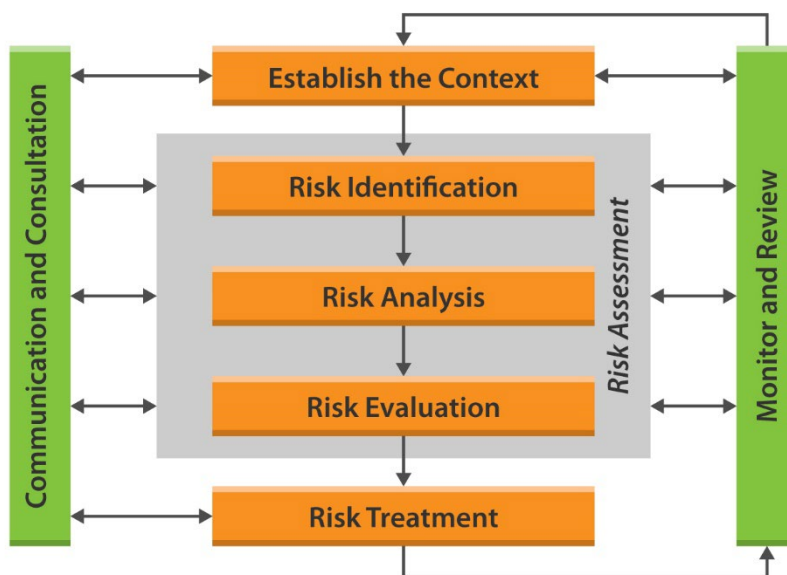 Establish the Context
Communication and Consultation
Risk Identification
Risk Analysis
Risk Evaluation
Risk Assessment
Monitor and Review
Risk Treatment